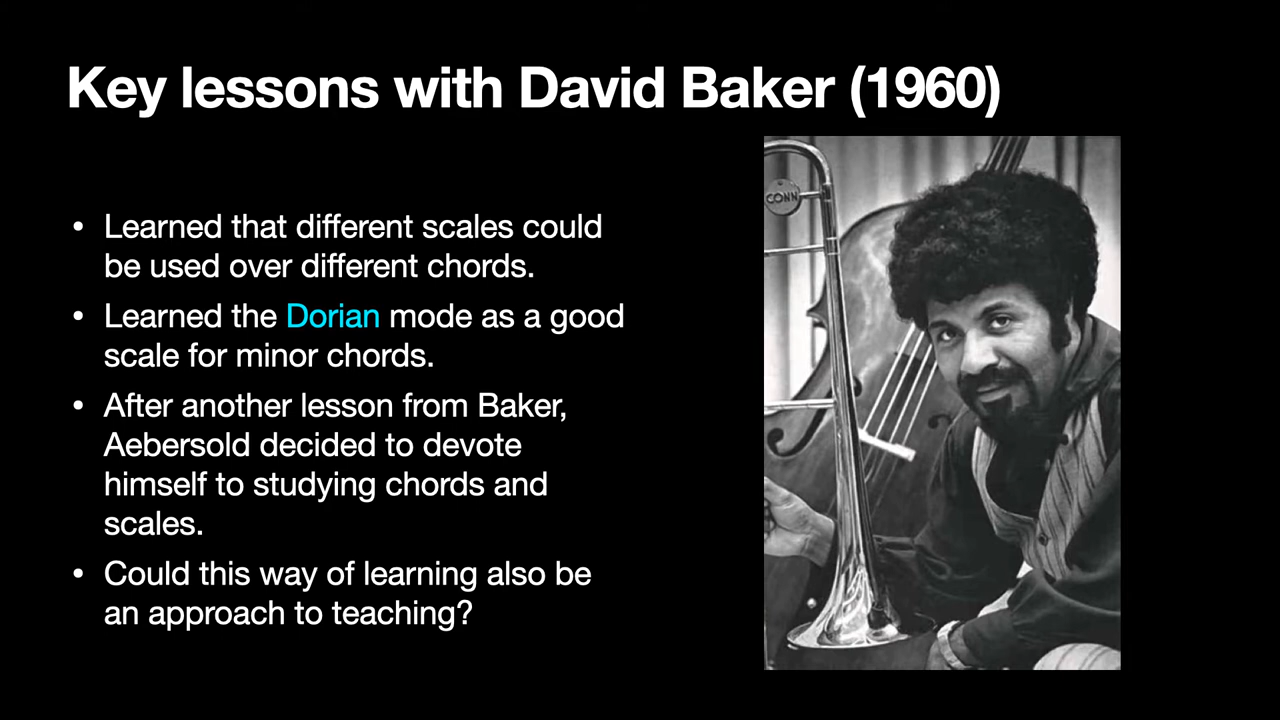 Key lessons with David Baker (1960)
• Learned that different scales could
be used over different chords.
• Learned the Dorian mode as a good
scale for minor chords.
• After another lesson from Baker,
Aebersold decided to devote
himself to studying chords and
scales.
• Could this way of learning also be
an approach to teaching?
CONN